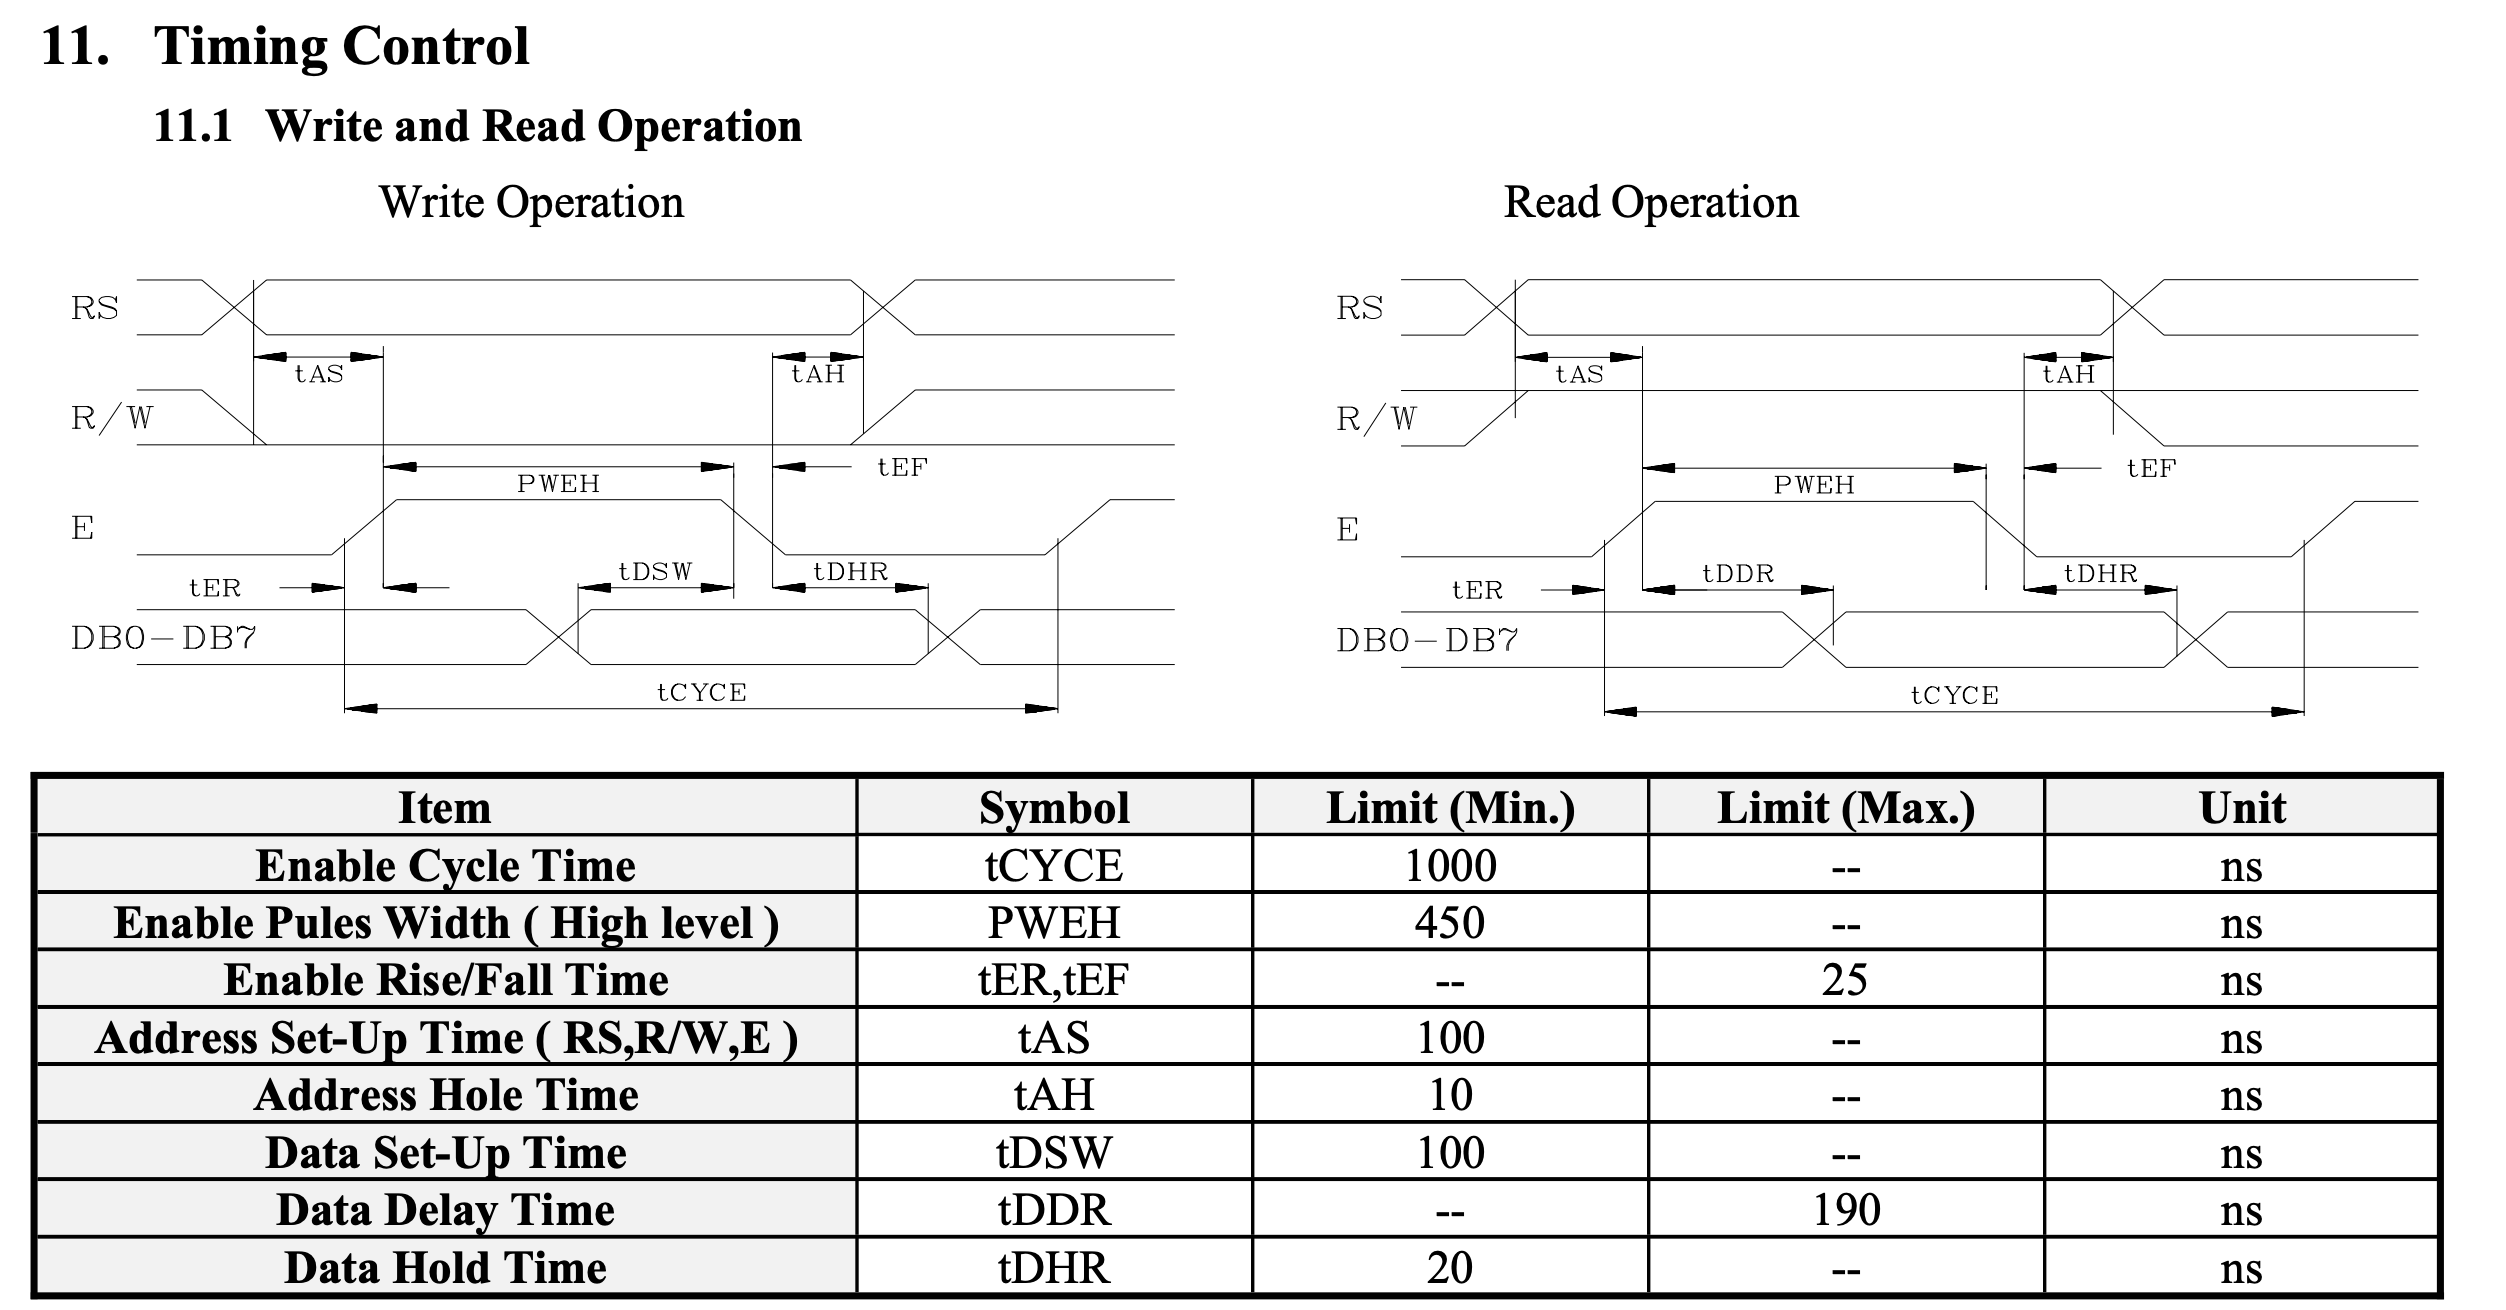 11. Timing Control
11.1 Write and Read Operation
Write Operation
RS
tAS
tAH
R/W
PWEH
tEF
E
tER
tDSW
tDHR
DB0-DB7
tCYCE
Read Operation
RS
tAS
tAH
R/W
PWEH
tEF
E
tER
tDDR
tDHR
DB0-DB7
tCYCE
Item Symbol Limit (Min.) Limit (Max.) Unit
Enable Cycle Time tCYCE 1000 -- ns
Enable Pules Width ( High level ) PWEH 450 -- ns
Enable Rise/Fall Time tER,tEF -- 25 ns
Address Set-Up Time ( RS,R/W,E ) tAS 100 -- ns
Address Hole Time tAH 10 -- ns
Data Set-Up Time tDSW 100 -- ns
Data Delay Time tDDR -- 190 ns
Data Hold Time tDHR 20 -- ns